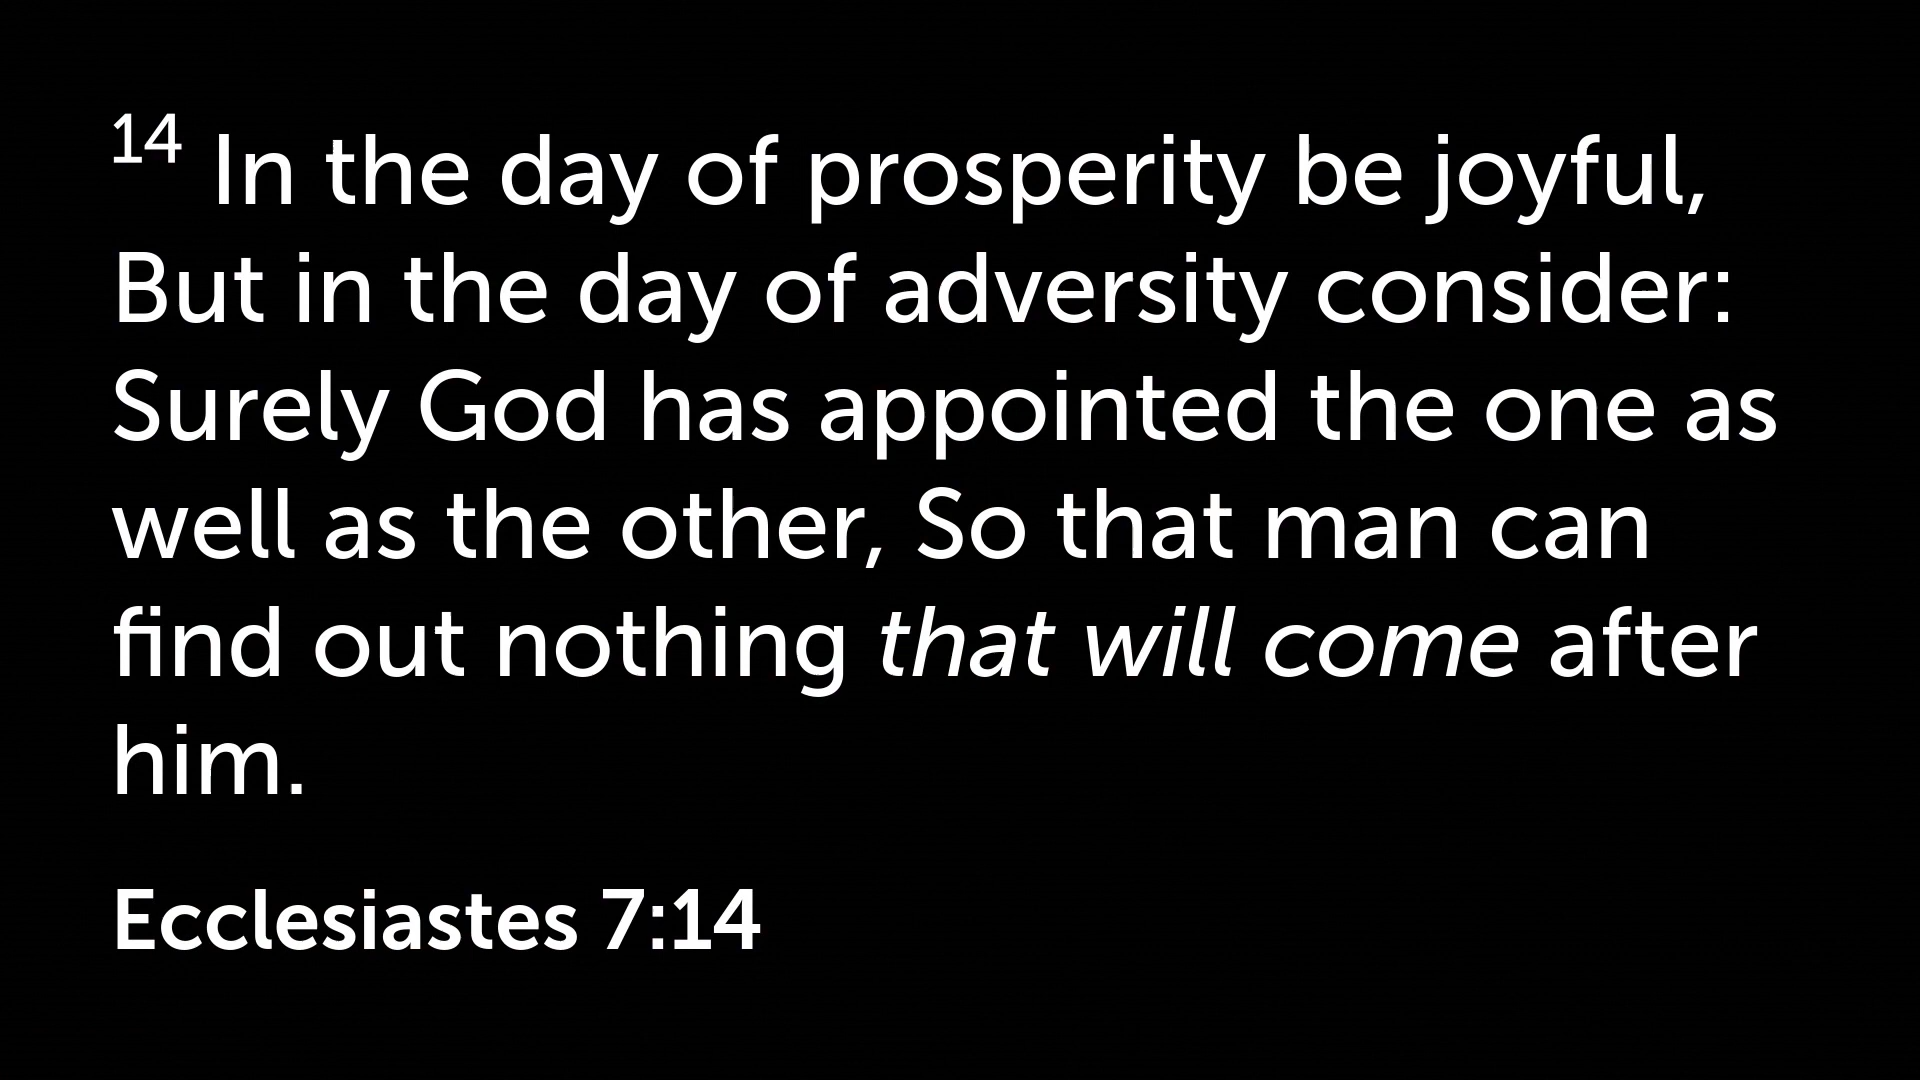 14 In the day of prosperity be joyful,
But in the day of adversity consider:
Surely God has appointed the one as
well as the other, So that man can
find out nothing that will come after
him.
Ecclesiastes 7:14